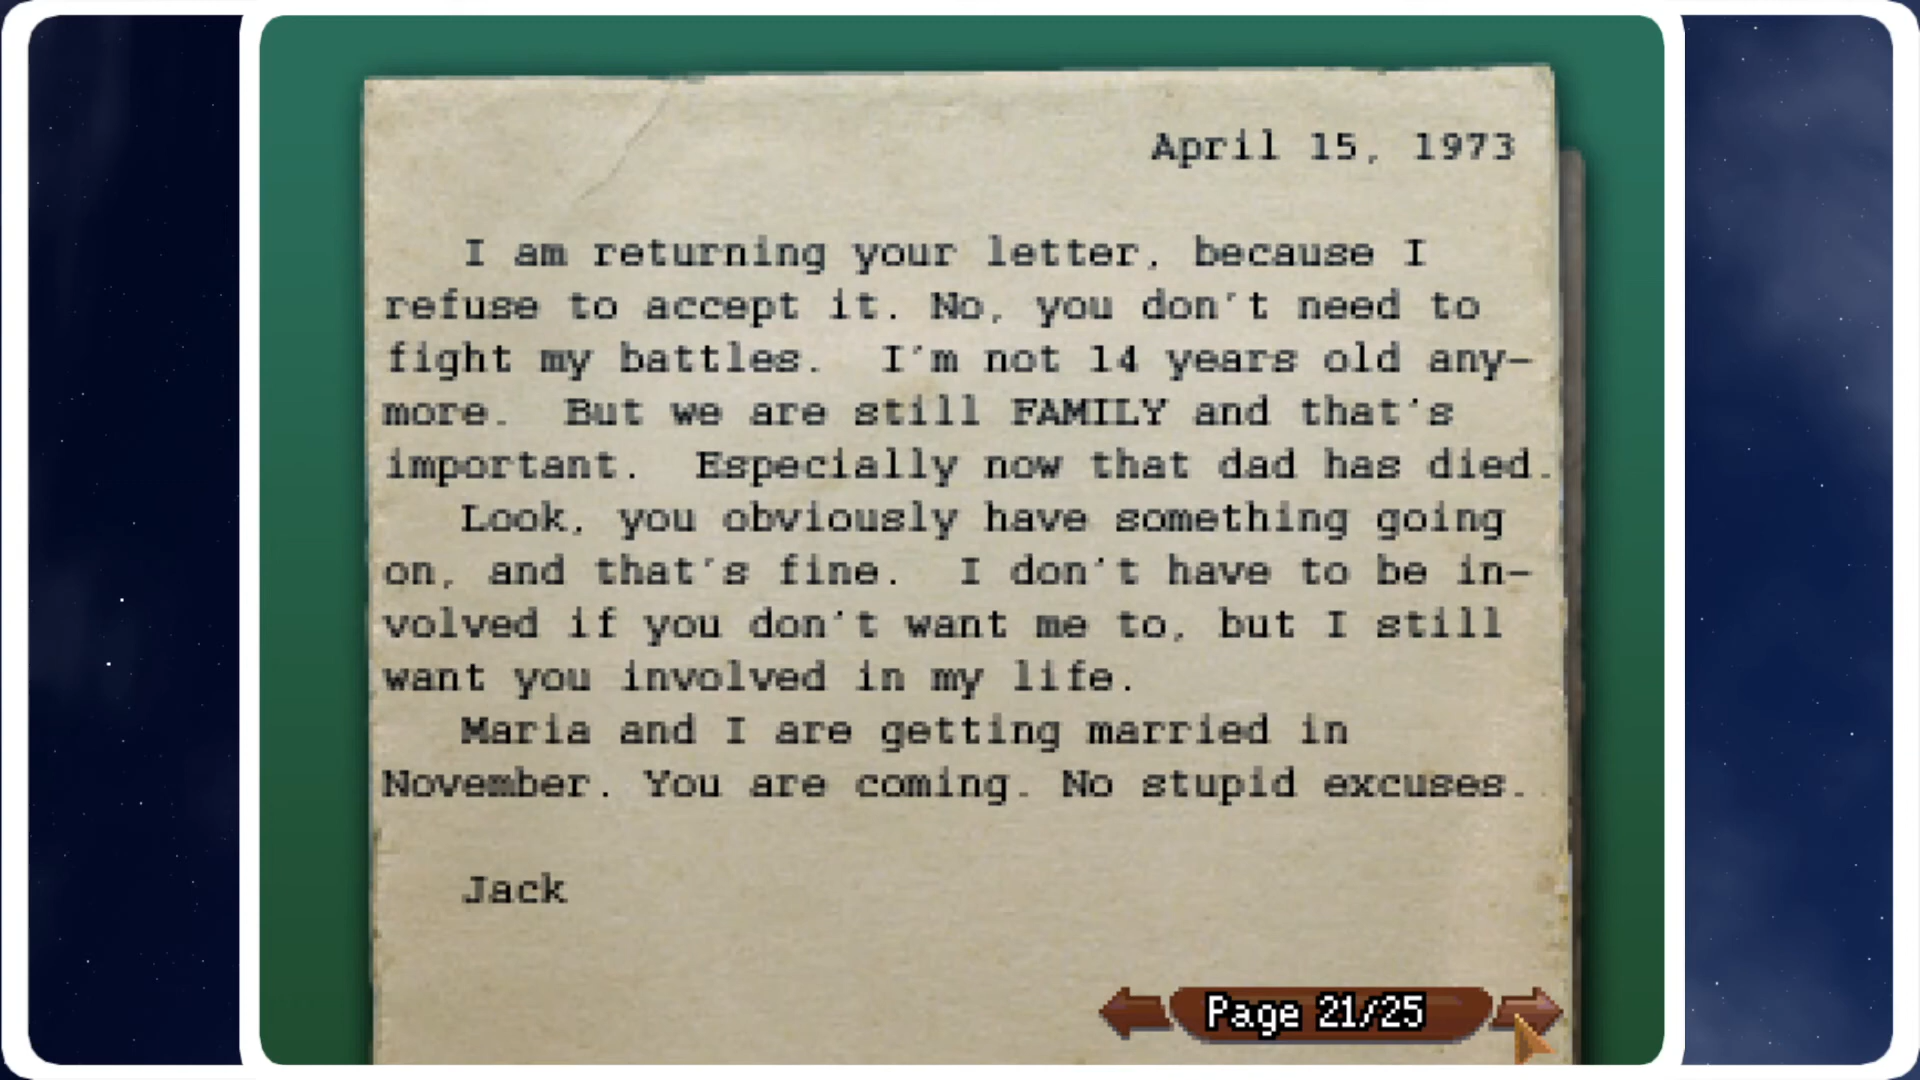 April 15, 1973
I am returning your letter, because I
refuse to accept it. No, you don't need to
fight my battles.  I'm not 14 years old any-
more.  But we are still FAMILY and that's
important.  Especially now that dad has died.
Look, you obviously have something going
on, and that's fine.  I don't have to be in-
volved if you don't want me to, but I still
want you involved in my life.
Maria and I are getting married in
November. You are coming. No stupid excuses.
Jack
Page 21/25